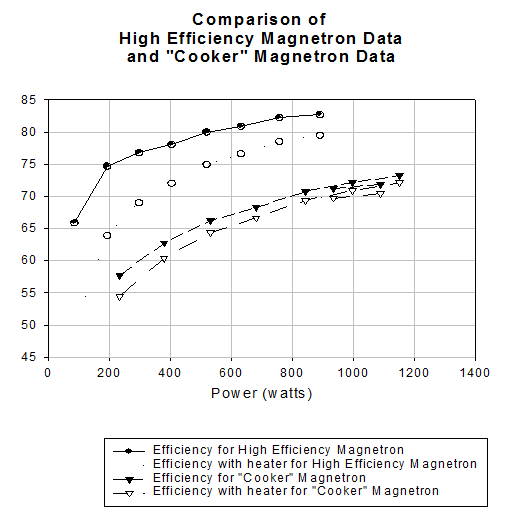 Comparison of
High Efficiency Magnetron Data
and "Cooker" Magnetron Data
85
80
75
70
65
60
55
50
45
0 200 400 600 800 1000 1200 1400
Power (watts)
Efficiency for High Efficiency Magnetron
Efficiency with heater for High Efficiency Magnetron
Efficiency for "Cooker" Magnetron
Efficiency with heater for "Cooker" Magnetron